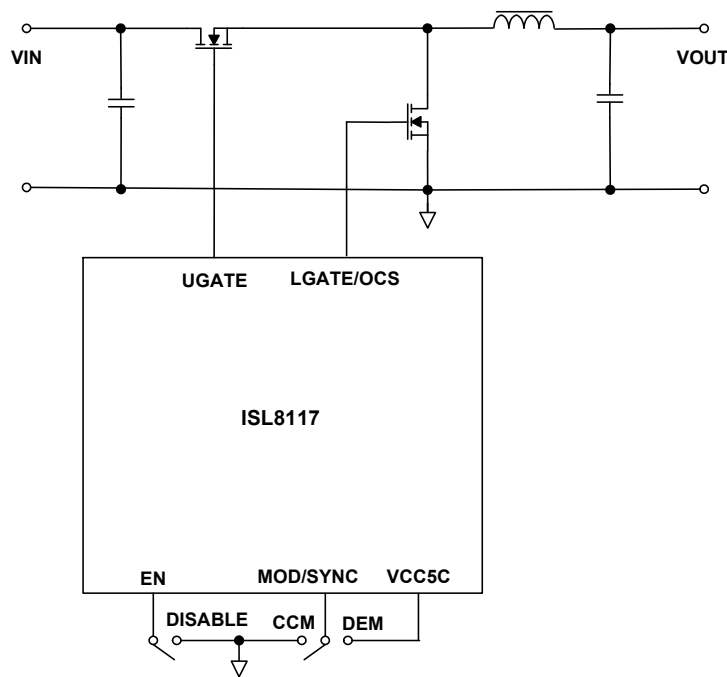 VIN
VOUT
UGATE
LGATE/OCS
ISL8117
EN
MOD/SYNC
VCC5C
DISABLE
CCM
DEM